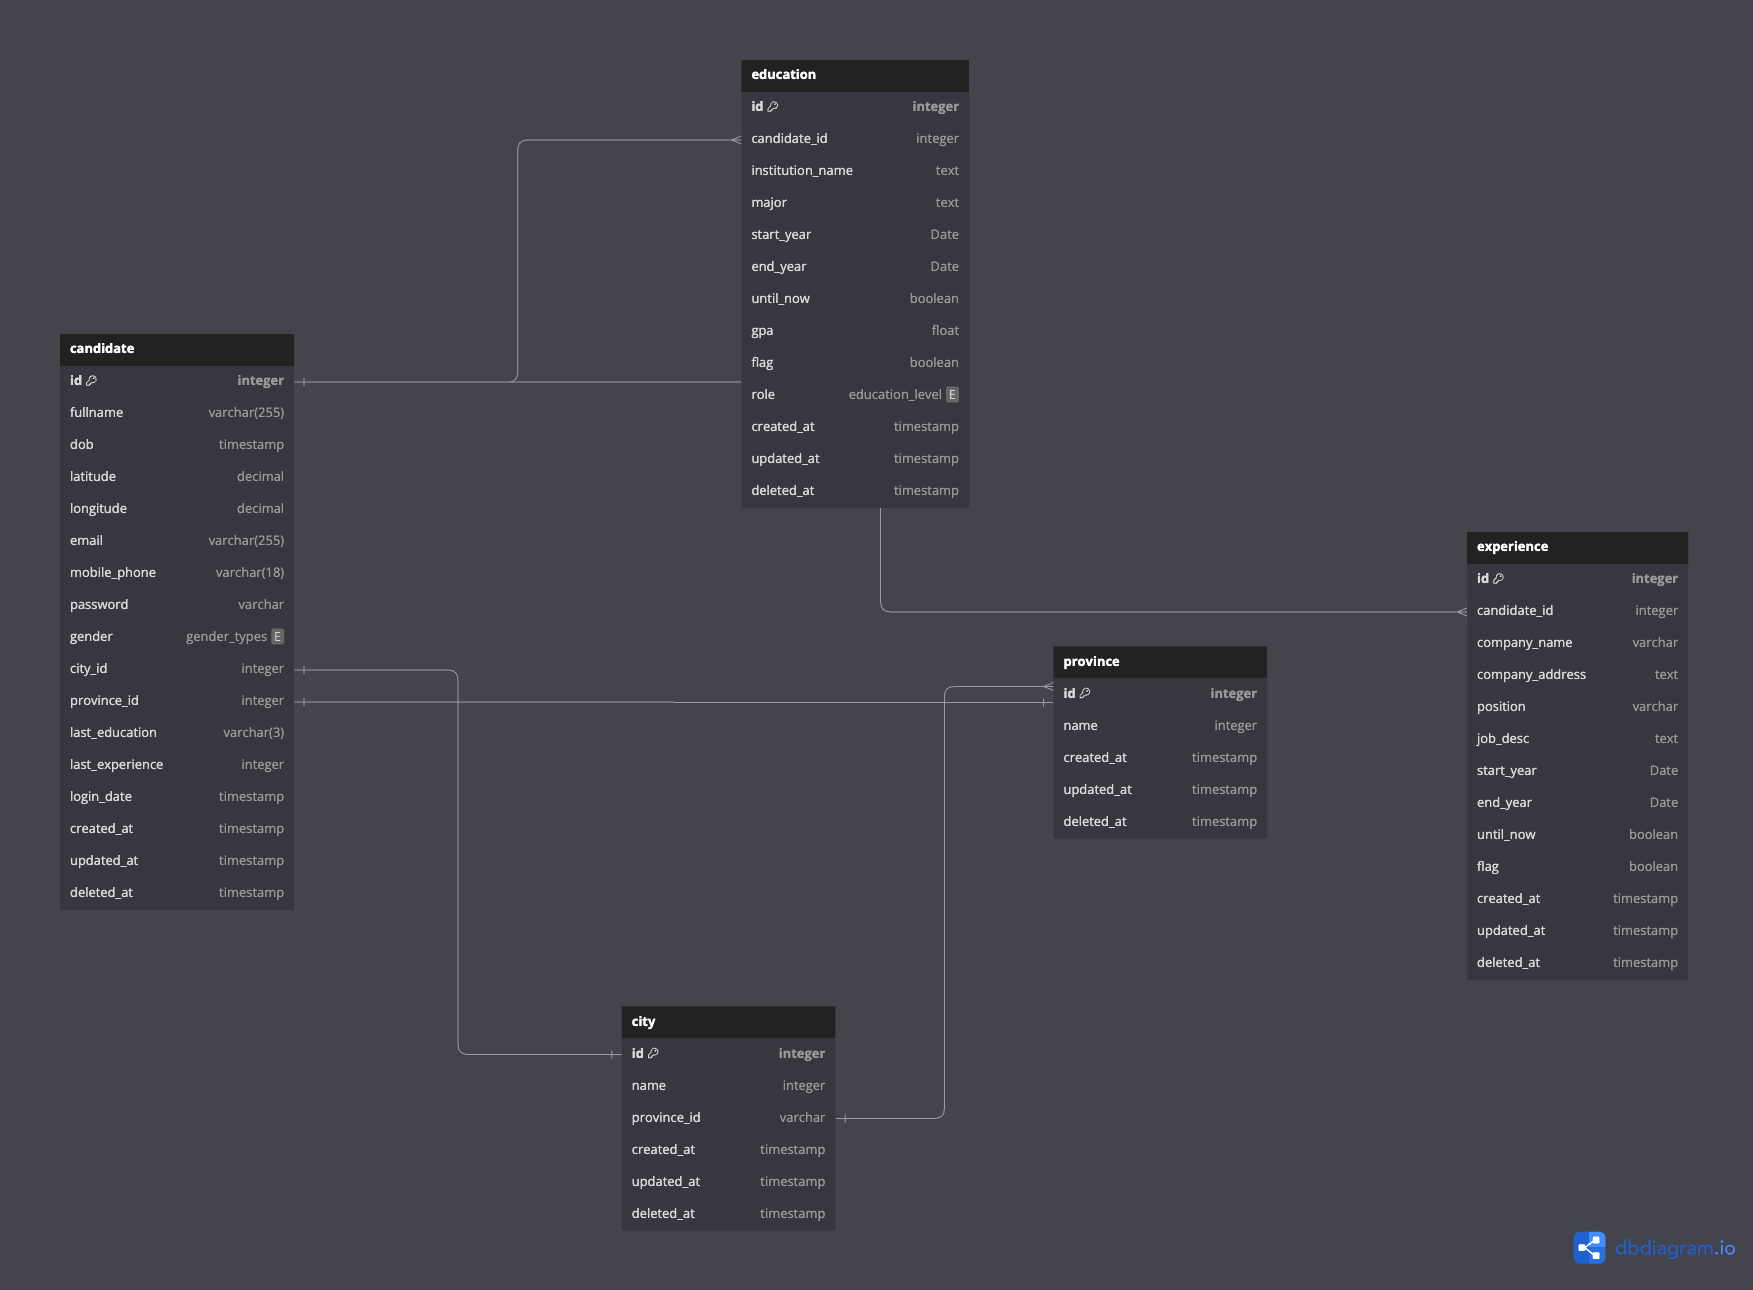 education
id integer
candidate_id integer
institution_name text
major text
start_year Date
end_year Date
until_now boolean
gpa float
flag boolean
role education_level E
created_at timestamp
updated_at timestamp
deleted_at timestamp
candidate
id integer
fullname varchar(255)
dob timestamp
latitude decimal
longitude decimal
email varchar(255)
mobile_phone varchar(18)
password varchar
gender gender_types E
city_id integer
province_id integer
last_education varchar(3)
last_experience integer
login_date timestamp
created_at timestamp
updated_at timestamp
deleted_at timestamp
experience
id integer
candidate_id integer
company_name varchar
company_address text
position varchar
job_desc text
start_year Date
end_year Date
until_now boolean
flag boolean
created_at timestamp
updated_at timestamp
deleted_at timestamp
province
id integer
name integer
created_at timestamp
updated_at timestamp
deleted_at timestamp
city
id integer
name integer
province_id varchar
created_at timestamp
updated_at timestamp
deleted_at timestamp
dbdiagram.io